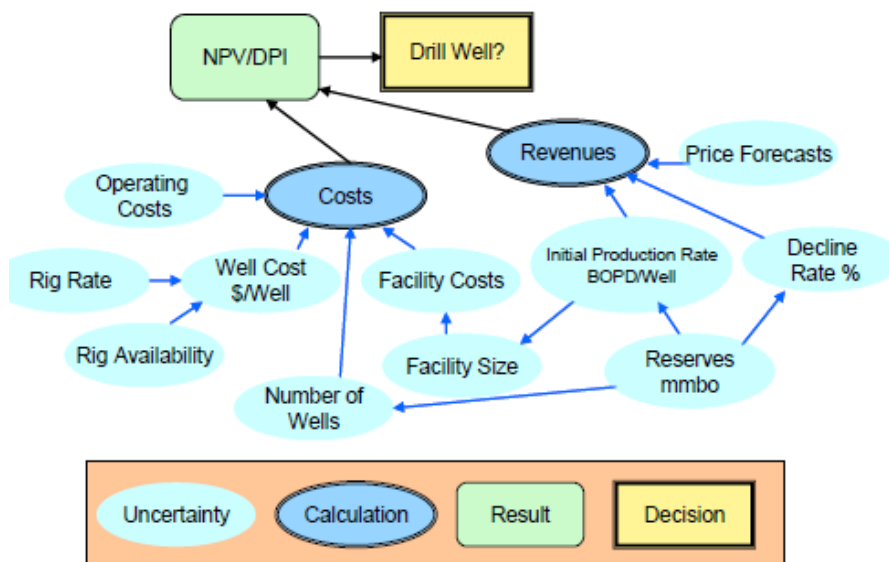 NPV/DPI
Drill Well?
Revenues
Price Forecasts
Operating
Costs
Costs
Initial Production Rate
BOPD/Well
Decline
Rate %
Rig Rate
Well Cost
$/Well
Facility Costs
Rig Availability
Facility Size
Reserves
mmbo
Number of
Wells
Uncertainty
Calculation
Result
Decision